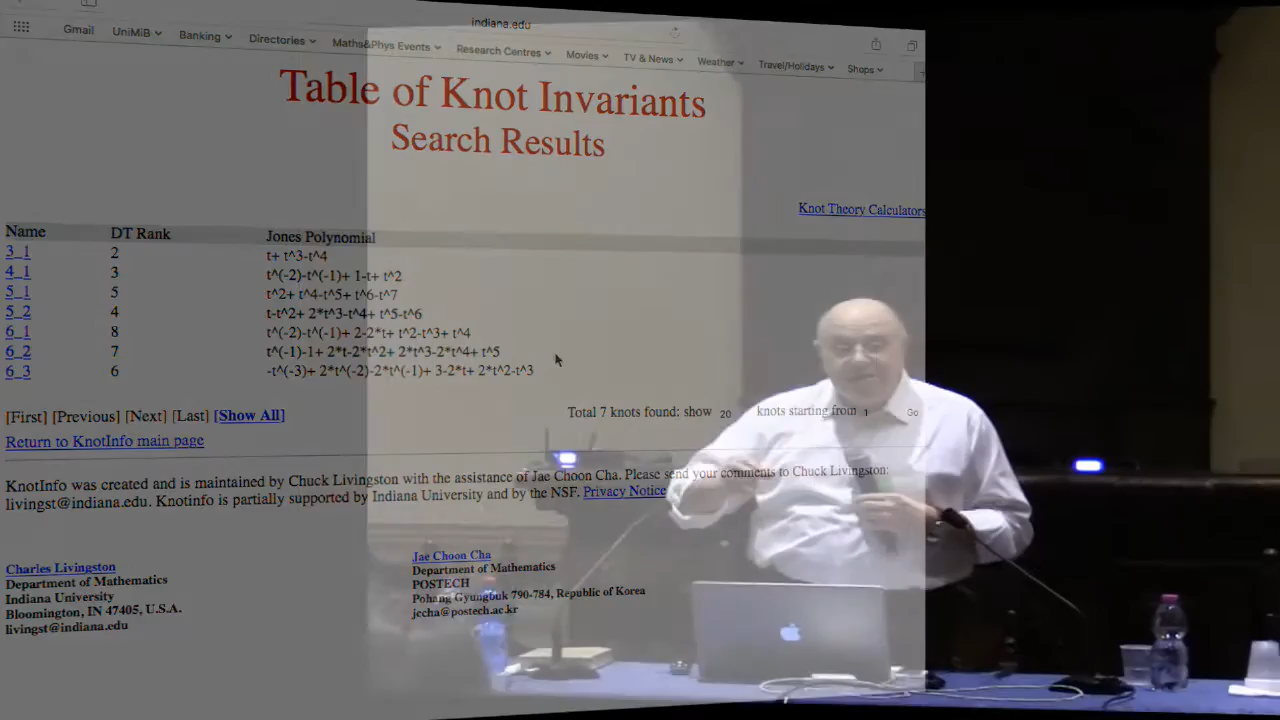 indiana.edu
Gmail UniMiB Banking Directories Maths&Phys Events Research Centres Movies TV & News Weather Travel/Holidays Shops
Table of Knot Invariants
Search Results
Knot Theory Calculators
Name DT Rank Jones Polynomial
3_1 2 t+ t^3-t^4
4_1 3 t^(-2)-t^(-1)+ 1-t+ t^2
5_1 5 t^2+ t^4-t^5+ t^6-t^7
5_2 4 t-t^2+ 2*t^3-t^4+ t^5-t^6
6_1 8 t^(-2)-t^(-1)+ 2-2*t+ t^2-t^3+ t^4
6_2 7 t^(-1)-1+ 2*t-2*t^2+ 2*t^3-2*t^4+ t^5
6_3 6 -t^(-3)+ 2*t^(-2)-2*t^(-1)+ 3-2*t+ 2*t^2-t^3
[First] [Previous] [Next] [Last] [Show All]
Total 7 knots found: show 20 knots starting from 1 Go
Return to KnotInfo main page
KnotInfo was created and is maintained by Chuck Livingston with the assistance of Jae Choon Cha. Please send your comments to Chuck Livingston:
livingst@indiana.edu. Knotinfo is partially supported by Indiana University and by the NSF. Privacy Notice
Charles Livingston
Department of Mathematics
Indiana University
Bloomington, IN 47405, U.S.A.
livingst@indiana.edu
Jae Choon Cha
Department of Mathematics
POSTECH
Pohang Gyungbuk 790-784, Republic of Korea
jccha@postech.ac.kr